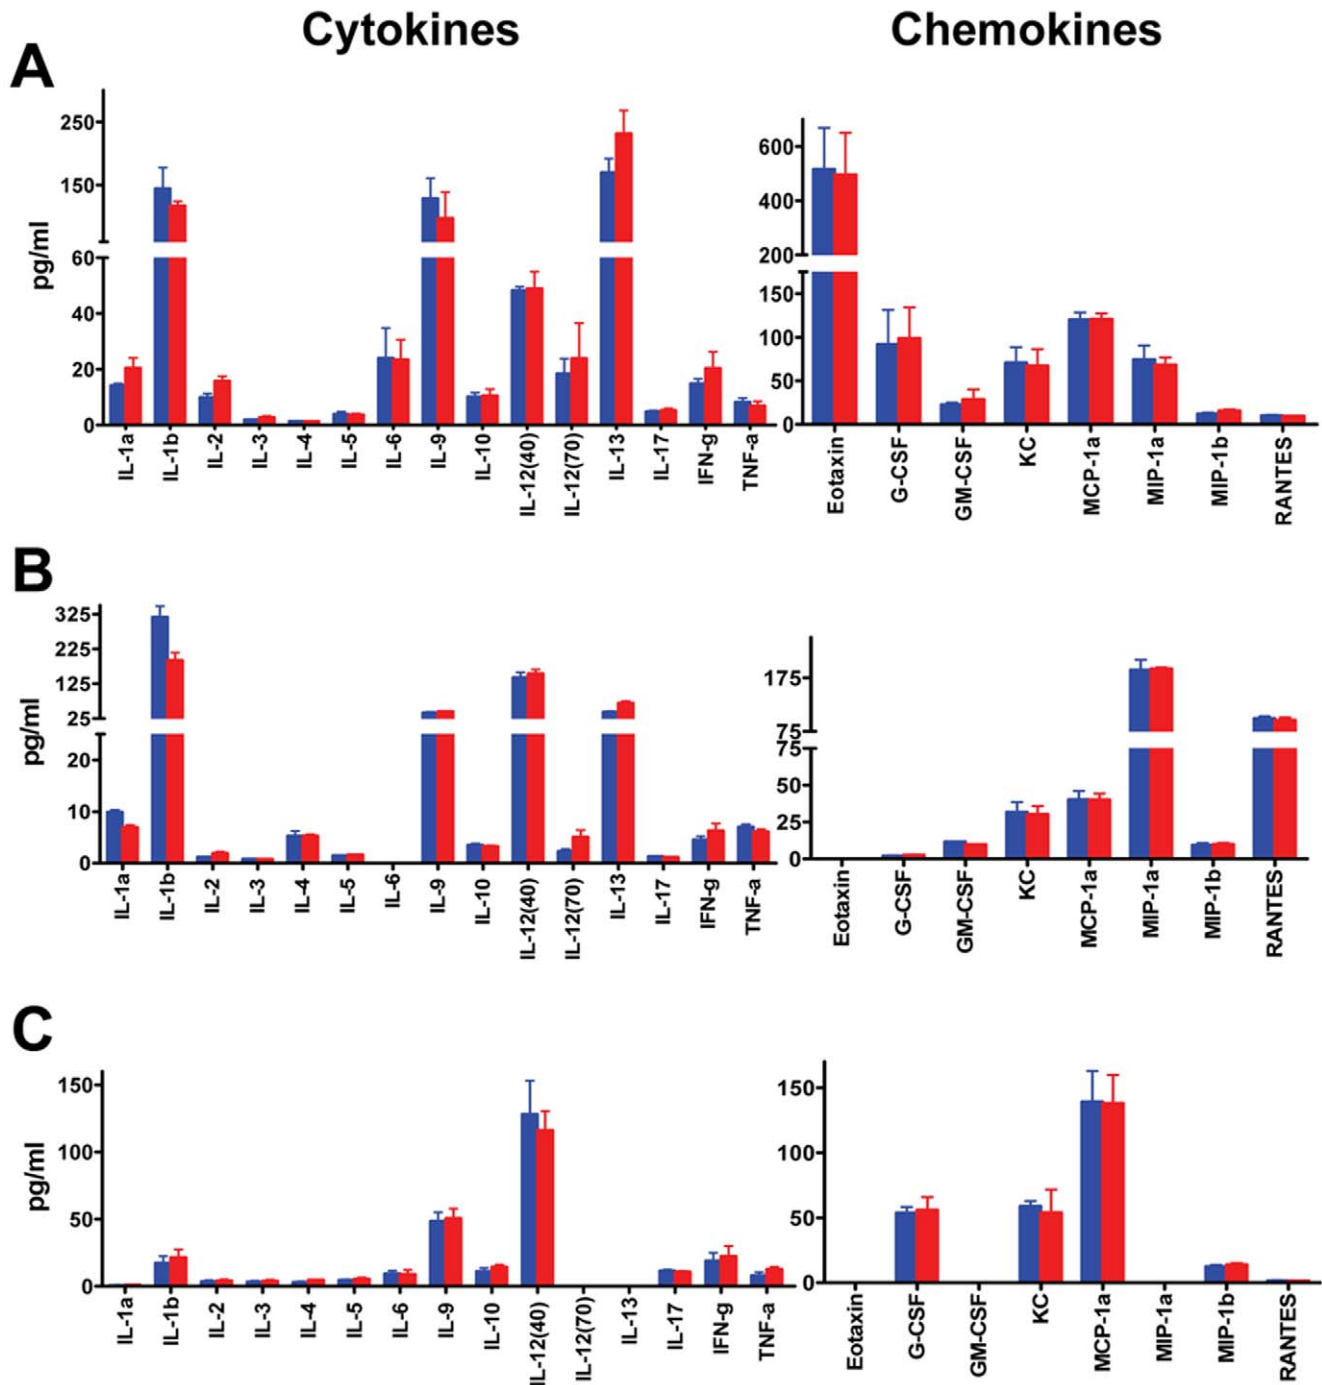 Cytokines
Chemokines
A
pg/ml
250
150
60
40
20
0
IL-1a
IL-1b
IL-2
IL-3
IL-4
IL-5
IL-6
IL-9
IL-10
IL-12(40)
IL-12(70)
IL-13
IL-17
IFN-g
TNF-a
600
400
200
150
100
50
0
Eotaxin
G-CSF
GM-CSF
KC
MCP-1a
MIP-1a
MIP-1b
RANTES
B
pg/ml
325
225
125
25
20
10
0
IL-1a
IL-1b
IL-2
IL-3
IL-4
IL-5
IL-6
IL-9
IL-10
IL-12(40)
IL-12(70)
IL-13
IL-17
IFN-g
TNF-a
175
75
75
50
25
0
Eotaxin
G-CSF
GM-CSF
KC
MCP-1a
MIP-1a
MIP-1b
RANTES
C
pg/ml
150
100
50
0
IL-1a
IL-1b
IL-2
IL-3
IL-4
IL-5
IL-6
IL-9
IL-10
IL-12(40)
IL-12(70)
IL-13
IL-17
IFN-g
TNF-a
150
100
50
0
Eotaxin
G-CSF
GM-CSF
KC
MCP-1a
MIP-1a
MIP-1b
RANTES